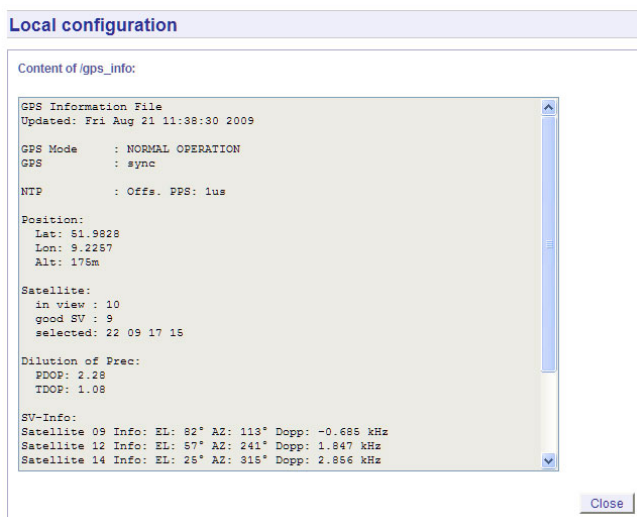 Local configuration
Content of /gps_info:
GPS Information File
Updated: Fri Aug 21 11:38:30 2009
GPS Mode : NORMAL OPERATION
GPS : sync
NTP : Offs. PPS: 1us
Position:
Lat: 51.9828
Lon: 9.2257
Alt: 175m
Satellite:
in view : 10
good SV : 9
selected: 22 09 17 15
Dilution of Prec:
PDOP: 2.28
TDOP: 1.08
SV-Info:
Satellite 09 Info: EL: 82° AZ: 113° Dopp: -0.685 kHz
Satellite 12 Info: EL: 57° AZ: 241° Dopp: 1.847 kHz
Satellite 14 Info: EL: 25° AZ: 315° Dopp: 2.856 kHz
Close